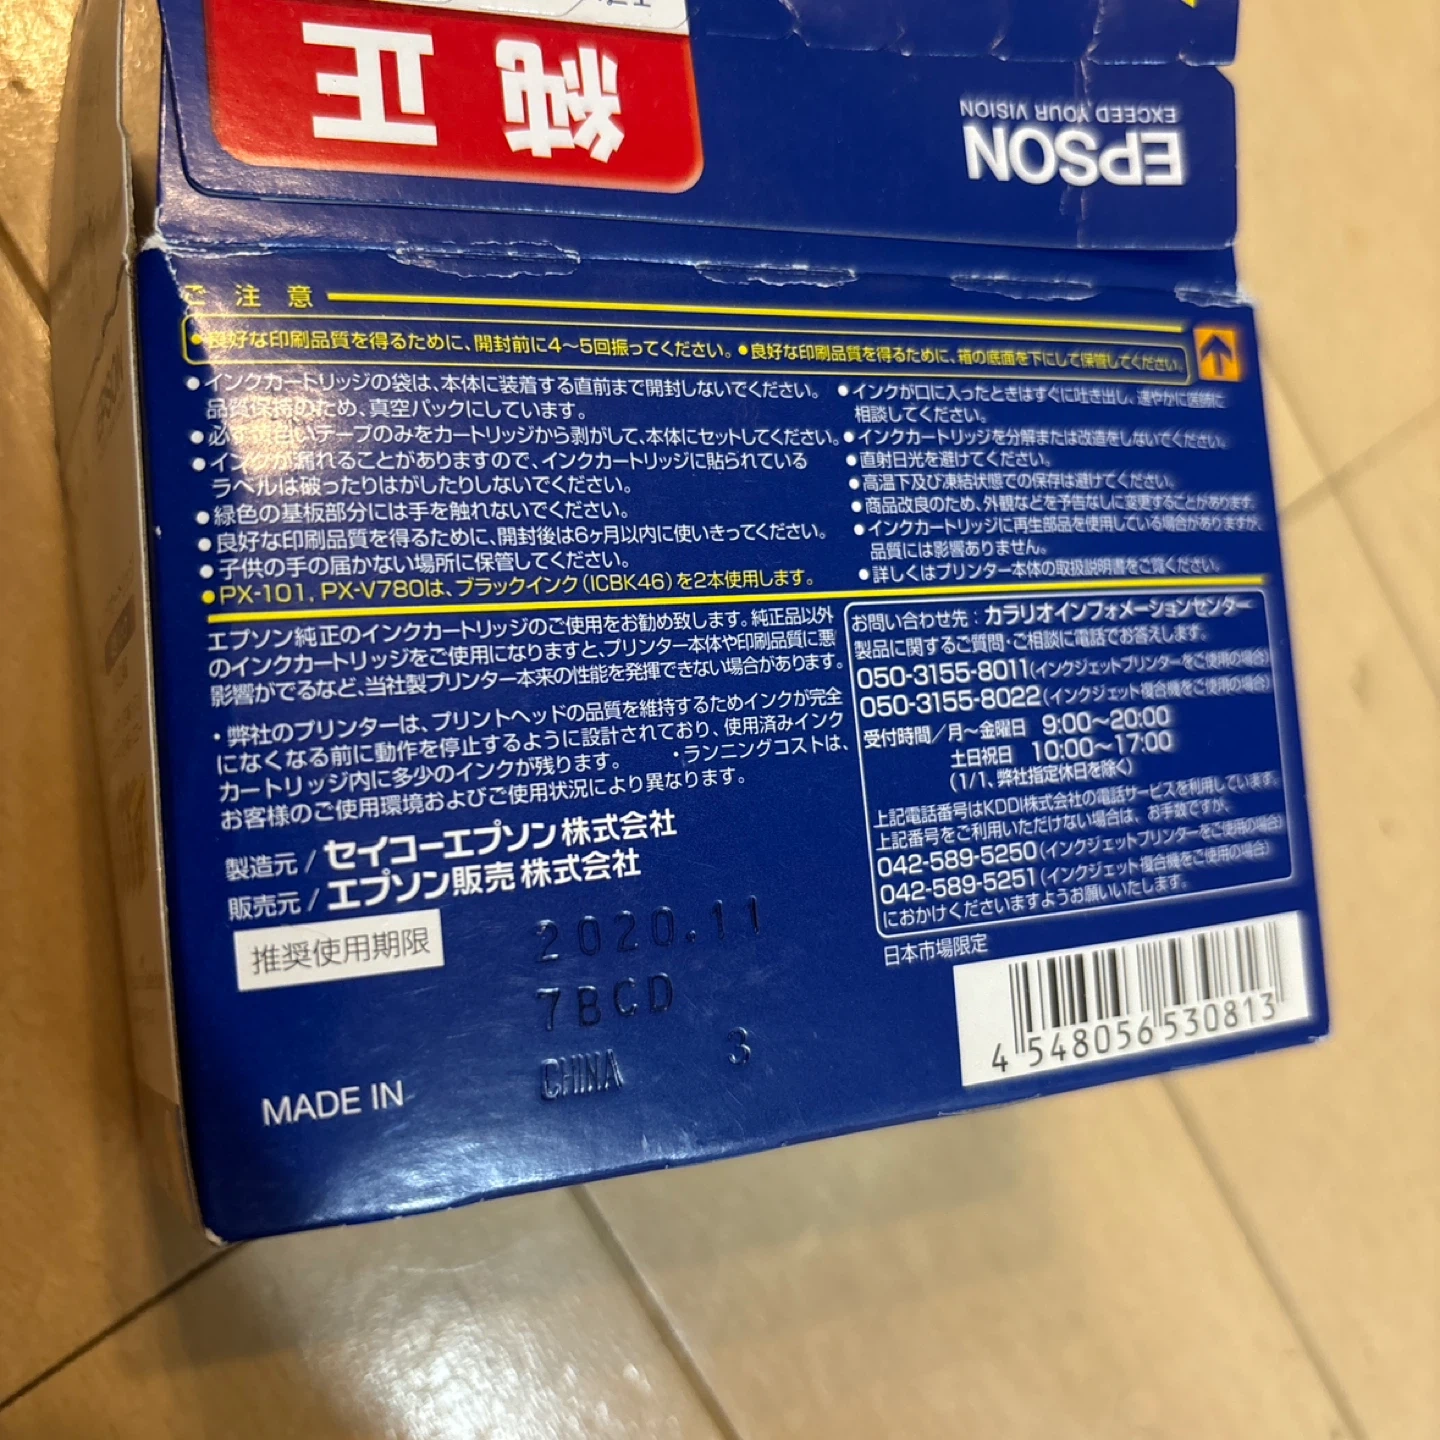 純正
EPSON
EXCEED YOUR VISION
ご注意
●良好な印刷品質を得るために、開封前に4〜5回振ってください。●良好な印刷品質を得るために、箱の底面を下にして保管してください。
●インクカートリッジの袋は、本体に装着する直前まで開封しないでください。
品質保持のため、真空パックにしています。
●必ず黄色いテープのみをカートリッジから剥がして、本体にセットしてください。
●インクが漏れることがありますので、インクカートリッジに貼られている
ラベルは破ったりはがしたりしないでください。
●緑色の基板部分には手を触れないでください。
●良好な印刷品質を得るために、開封後は6ヶ月以内に使いきってください。
●子供の手の届かない場所に保管してください。
●PX-101, PX-V780は、ブラックインク(ICBK46)を2本使用します。
●インクが口に入ったときはすぐに吐き出し、速やかに医師に
相談してください。
●インクカートリッジを分解または改造をしないでください。
●直射日光を避けてください。
●高温下及び凍結状態での保存は避けてください。
●商品改良のため、外観などを予告なしに変更することがあります。
●インクカートリッジに再生部品を使用している場合がありますが、
品質には影響ありません。
●詳しくはプリンター本体の取扱説明書をご覧ください。
エプソン純正のインクカートリッジのご使用をお勧め致します。純正品以外
のインクカートリッジをご使用になりますと、プリンター本体や印刷品質に悪
影響がでるなど、当社製プリンター本来の性能を発揮できない場合があります。
・弊社のプリンターは、プリントヘッドの品質を維持するためインクが完全
になくなる前に動作を停止するように設計されており、使用済みインク
カートリッジ内に多少のインクが残ります。 ・ランニングコストは、
お客様のご使用環境およびご使用状況により異なります。
製造元 / セイコーエプソン株式会社
販売元 / エプソン販売株式会社
推奨使用期限
2020.11
7BCD
CHINA 3
MADE IN
お問い合わせ先：カラリオインフォメーションセンター
製品に関するご質問・ご相談に電話でお答えします。
050-3155-8011(インクジェットプリンターをご使用の場合)
050-3155-8022(インクジェット複合機をご使用の場合)
受付時間／月〜金曜日 9:00〜20:00
土日祝日 10:00〜17:00
(1/1、弊社指定休日を除く)
上記電話番号はKDDI株式会社の電話サービスを利用しています。
上記番号をご利用いただけない場合は、お手数ですが、
042-589-5250(インクジェットプリンターをご使用の場合)
042-589-5251(インクジェット複合機をご使用の場合)
におかけくださいますようお願いいたします。
日本市場限定
4 548056 530813